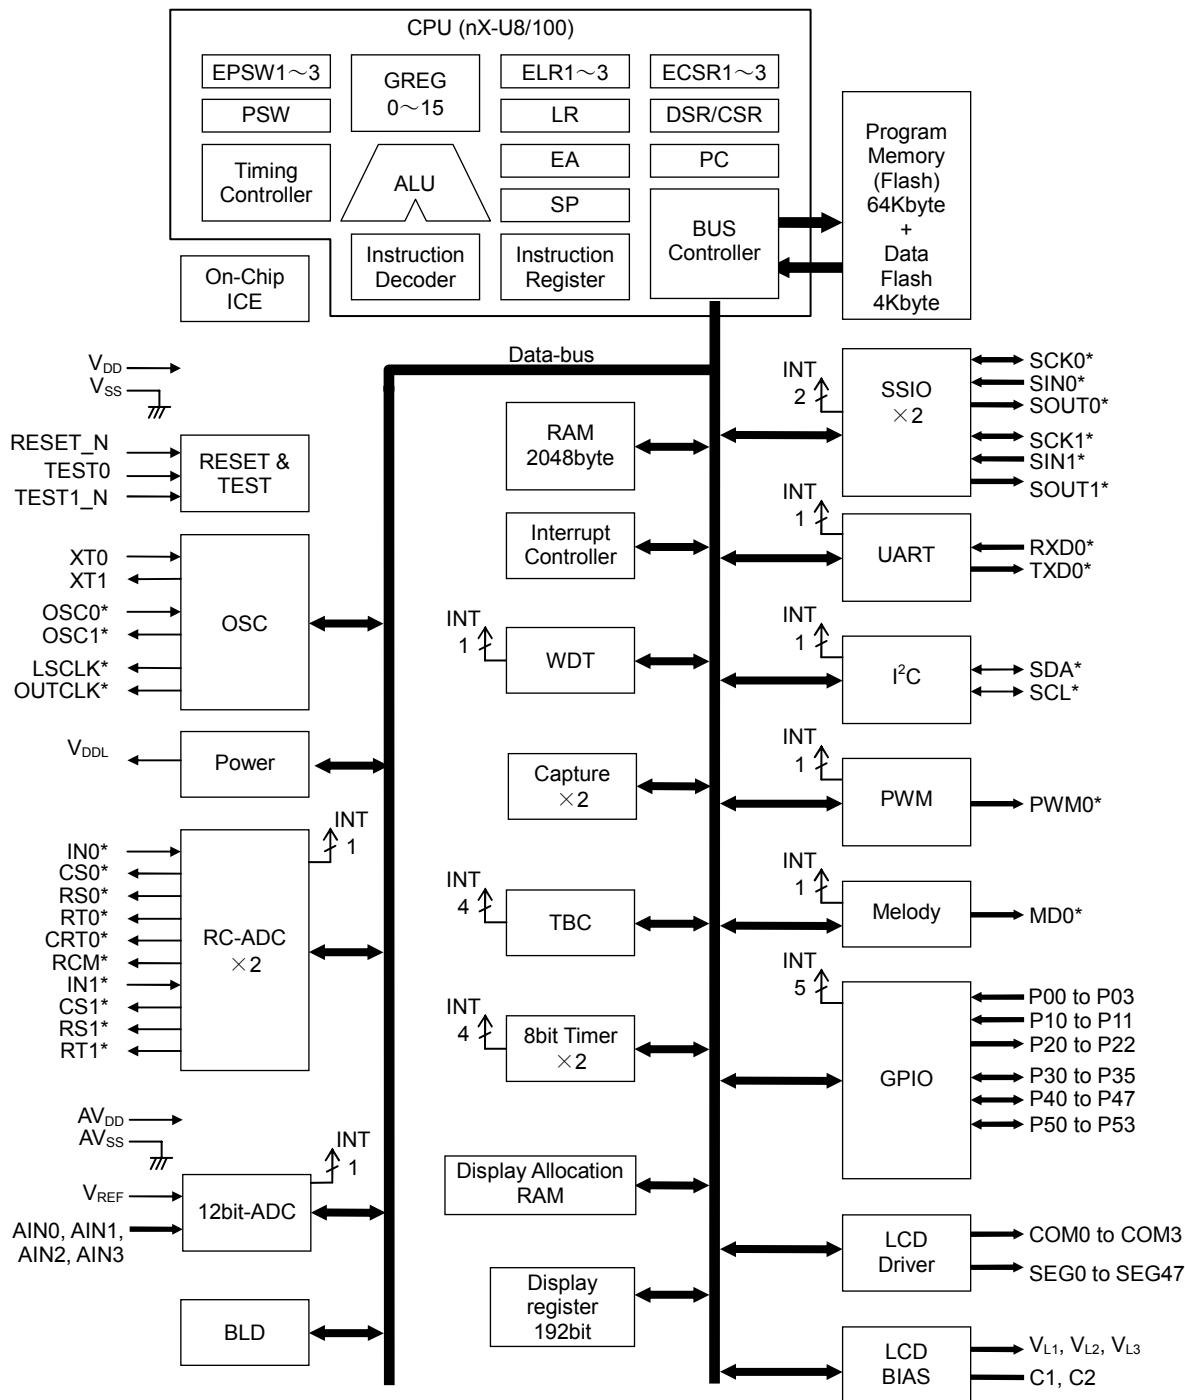 CPU (nX-U8/100)
EPSW1～3
GREG
0～15
ELR1～3
ECSR1～3
PSW
LR
DSR/CSR
Timing
Controller
ALU
EA
PC
SP
BUS
Controller
Instruction
Decoder
Instruction
Register
On-Chip
ICE
Program
Memory
(Flash)
64Kbyte
+
Data
Flash
4Kbyte
Data-bus
VDD
VSS
RESET_N
TEST0
TEST1_N
RESET &
TEST
XT0
XT1
OSC0*
OSC1*
LSCLK*
OUTCLK*
OSC
VDDL
Power
IN0*
CS0*
RS0*
RT0*
CRT0*
RCM*
IN1*
CS1*
RS1*
RT1*
RC-ADC
×2
INT
1
AVDD
AVSS
VREF
AIN0, AIN1,
AIN2, AIN3
12bit-ADC
INT
1
BLD
RAM
2048byte
Interrupt
Controller
INT
1
WDT
Capture
×2
INT
4
TBC
INT
4
8bit Timer
×2
Display Allocation
RAM
Display
register
192bit
INT
2
SSIO
×2
SCK0*
SIN0*
SOUT0*
SCK1*
SIN1*
SOUT1*
INT
1
UART
RXD0*
TXD0*
INT
1
I²C
SDA*
SCL*
INT
1
PWM
PWM0*
INT
1
Melody
MD0*
INT
5
GPIO
P00 to P03
P10 to P11
P20 to P22
P30 to P35
P40 to P47
P50 to P53
LCD
Driver
COM0 to COM3
SEG0 to SEG47
LCD
BIAS
VL1, VL2, VL3
C1, C2